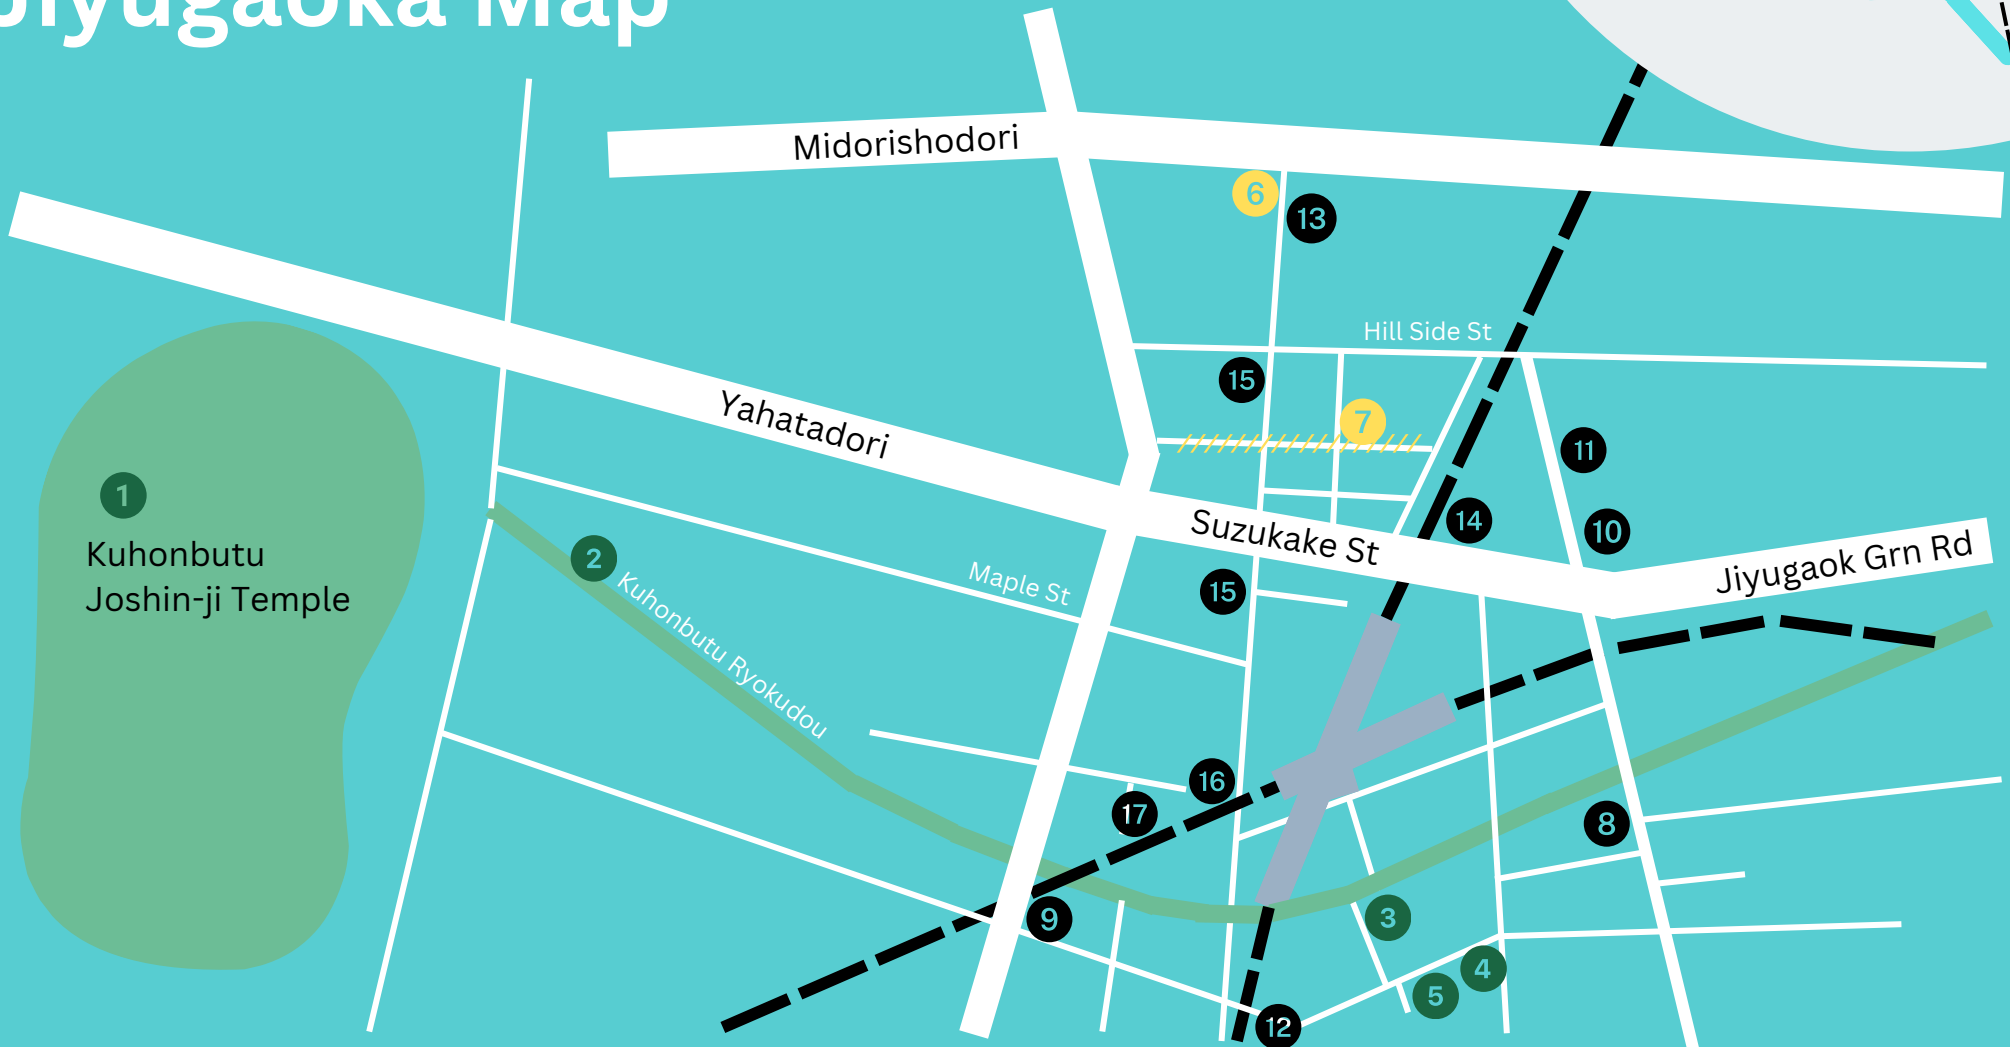 Jiyugaoka Map
Midorishodori
6
13
Hill Side St
15
7
Yahatadori
11
1
14
10
Suzukake St
Jiyugaok Grn Rd
Kuhonbutu
Joshin-ji Temple
2
Maple St
15
Kuhonbutu Ryokudou
16
17
8
9
3
4
5
12